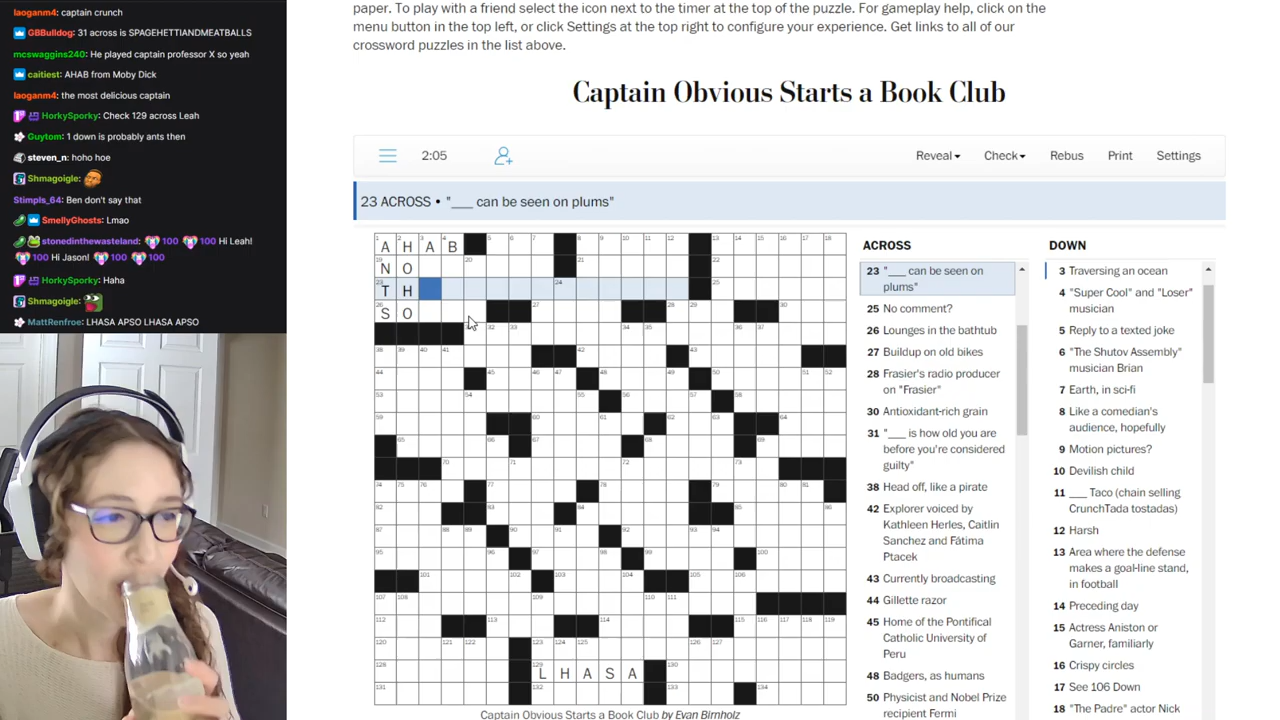 laoganm4: captain crunch
GBBulldog: 31 across is SPAGEHETTIANDMEATBALLS
mcswaggins240: He played captain professor X so yeah
caitiest: AHAB from Moby Dick
laoganm4: the most delicious captain
HorkySporky: Check 129 across Leah
Guytom: 1 down is probably ants then
steven_n: hoho hoe
Shmagoigle:
Stimpls_64: Ben don't say that
SmellyGhosts: Lmao
stonedinthewasteland: 100 100 Hi Leah!
100 Hi Jason! 100 100
HorkySporky: Haha
Shmagoigle:
MattRenfroe: LHASA APSO LHASA APSO
paper. To play with a friend select the icon next to the timer at the top of the puzzle. For gameplay help, click on the
menu button in the top left, or click Settings at the top right to configure your experience. Get links to all of our
crossword puzzles in the list above.
Captain Obvious Starts a Book Club
2:05
Reveal Check Rebus Print Settings
23 ACROSS • "___ can be seen on plums"
A H A B
N O
T H
S O
L H A S A
Captain Obvious Starts a Book Club by Evan Birnholz
ACROSS
23 "___ can be seen on
plums"
25 No comment?
26 Lounges in the bathtub
27 Buildup on old bikes
28 Frasier's radio producer
on "Frasier"
30 Antioxidant-rich grain
31 "___ is how old you are
before you're considered
guilty"
38 Head off, like a pirate
42 Explorer voiced by
Kathleen Herles, Caitlin
Sanchez and Fátima
Ptacek
43 Currently broadcasting
44 Gillette razor
45 Home of the Pontifical
Catholic University of
Peru
48 Badgers, as humans
50 Physicist and Nobel Prize
recipient Fermi
DOWN
3 Traversing an ocean
4 "Super Cool" and "Loser"
musician
5 Reply to a texted joke
6 "The Shutov Assembly"
musician Brian
7 Earth, in sci-fi
8 Like a comedian's
audience, hopefully
9 Motion pictures?
10 Devilish child
11 ___ Taco (chain selling
CrunchTada tostadas)
12 Harsh
13 Area where the defense
makes a goal-line stand,
in football
14 Preceding day
15 Actress Aniston or
Garner, familiarly
16 Crispy circles
17 See 106 Down
18 "The Padre" actor Nick